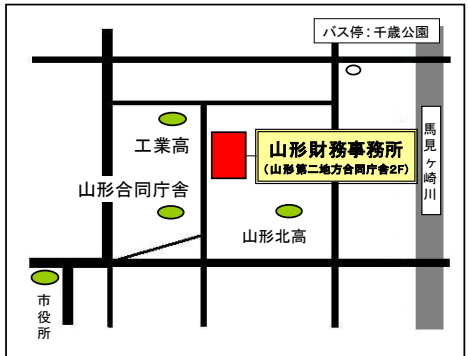 バス停:千歳公園
工業高
山形財務事務所
(山形第二地方合同庁舎2F)
馬見ヶ崎川
山形合同庁舎
山形北高
市役所